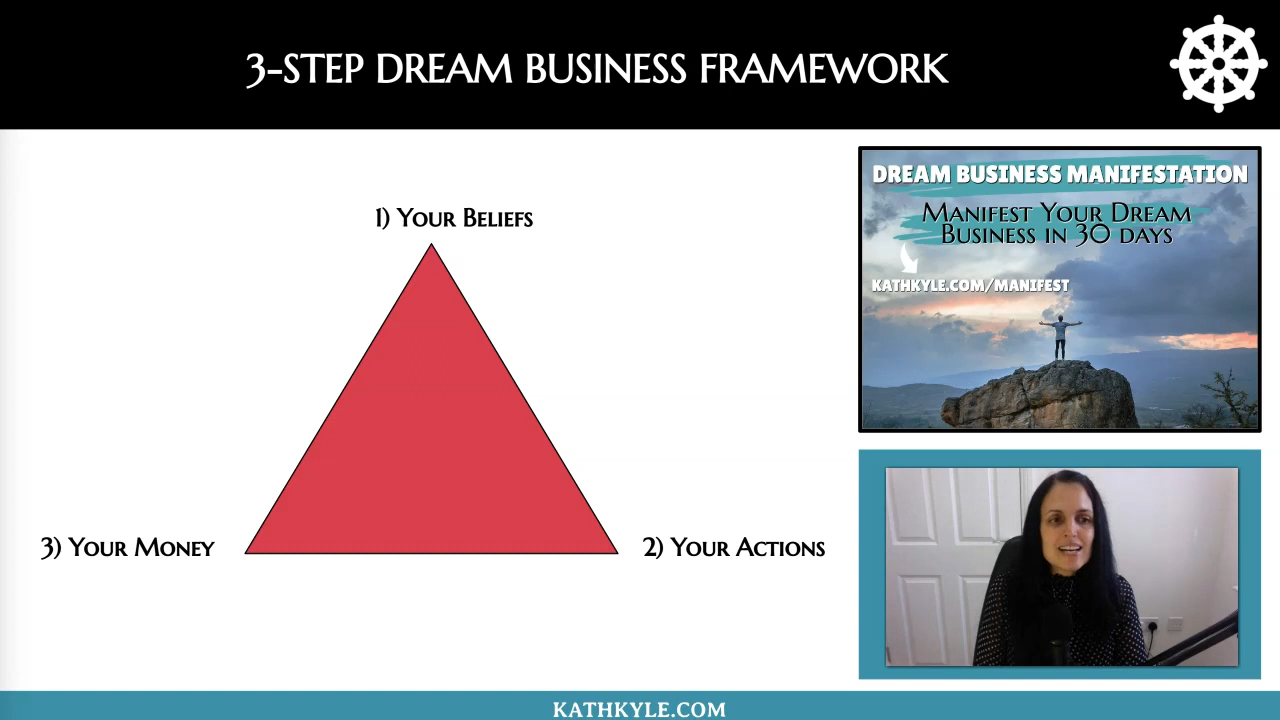 3-STEP DREAM BUSINESS FRAMEWORK
1) YOUR BELIEFS
3) YOUR MONEY
2) YOUR ACTIONS
DREAM BUSINESS MANIFESTATION
MANIFEST YOUR DREAM
BUSINESS IN 30 DAYS
KATHKYLE.COM/MANIFEST
KATHKYLE.COM